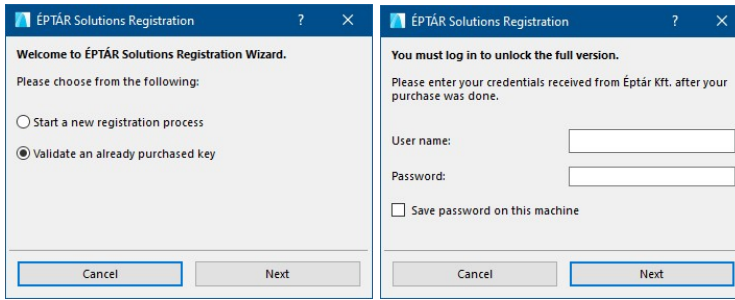 ÉPTÁR Solutions Registration
Welcome to ÉPTÁR Solutions Registration Wizard.
Please choose from the following:
Start a new registration process
Validate an already purchased key
Cancel
Next
ÉPTÁR Solutions Registration
You must log in to unlock the full version.
Please enter your credentials received from Éptár Kft. after your
purchase was done.
User name:
Password:
Save password on this machine
Cancel
Next